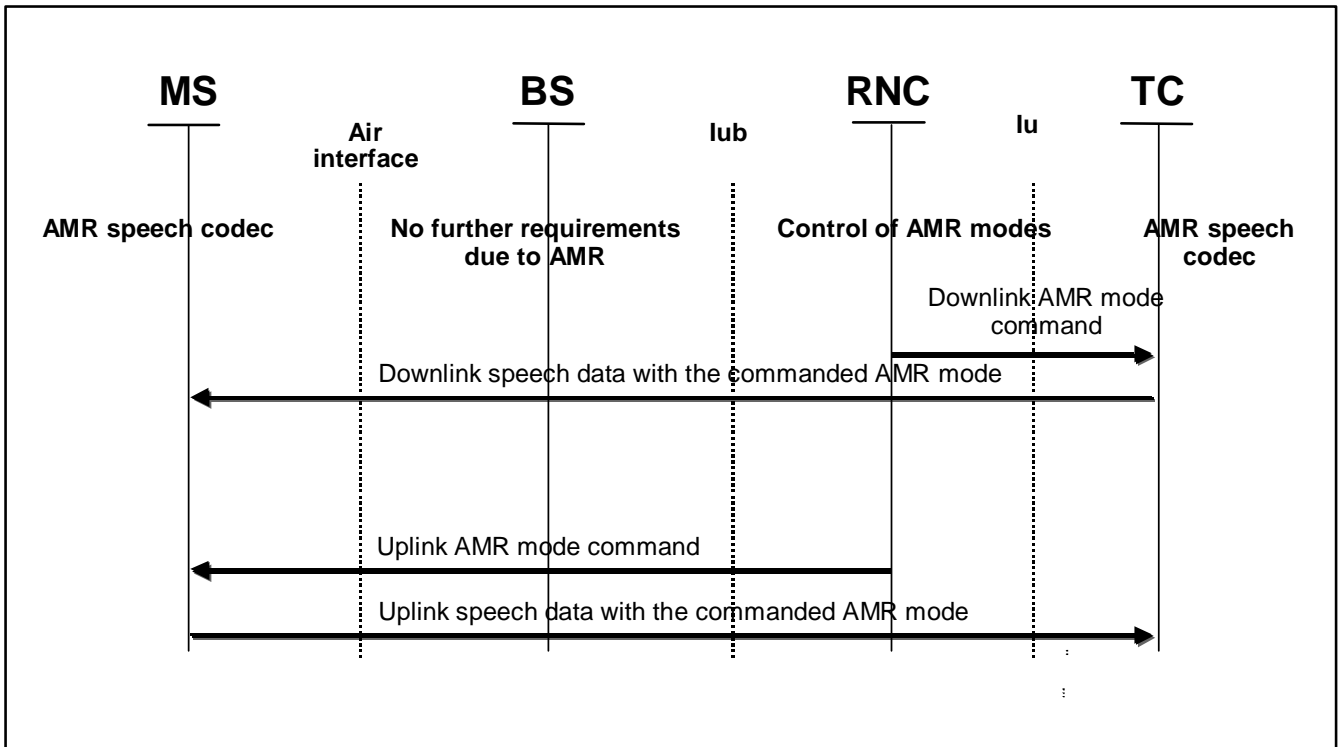 MS
BS
RNC
TC
Air
interface
Iub
Iu
AMR speech codec
No further requirements
due to AMR
Control of AMR modes
AMR speech
codec
Downlink AMR mode
command
Downlink speech data with the commanded AMR mode
Uplink AMR mode command
Uplink speech data with the commanded AMR mode